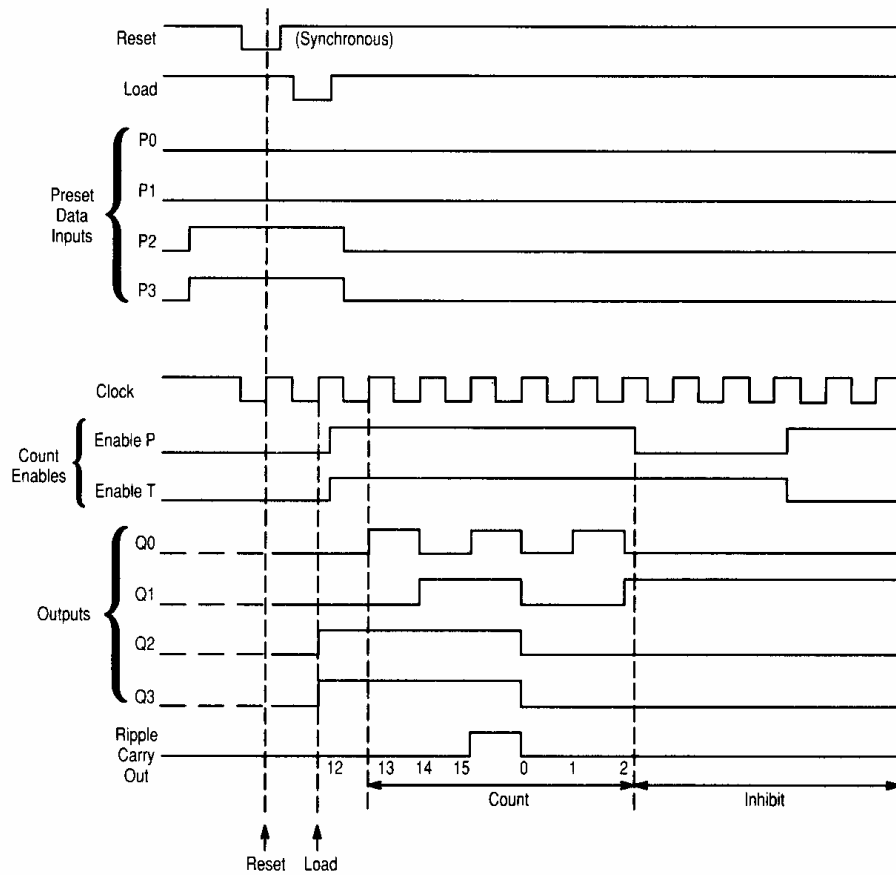 Reset
(Synchronous)
Load
P0
P1
Preset
Data
Inputs
P2
P3
Clock
Enable P
Count
Enables
Enable T
Q0
Q1
Outputs
Q2
Q3
Ripple
Carry
Out
12 13 14 15 0 1 2
Count Inhibit
Reset Load